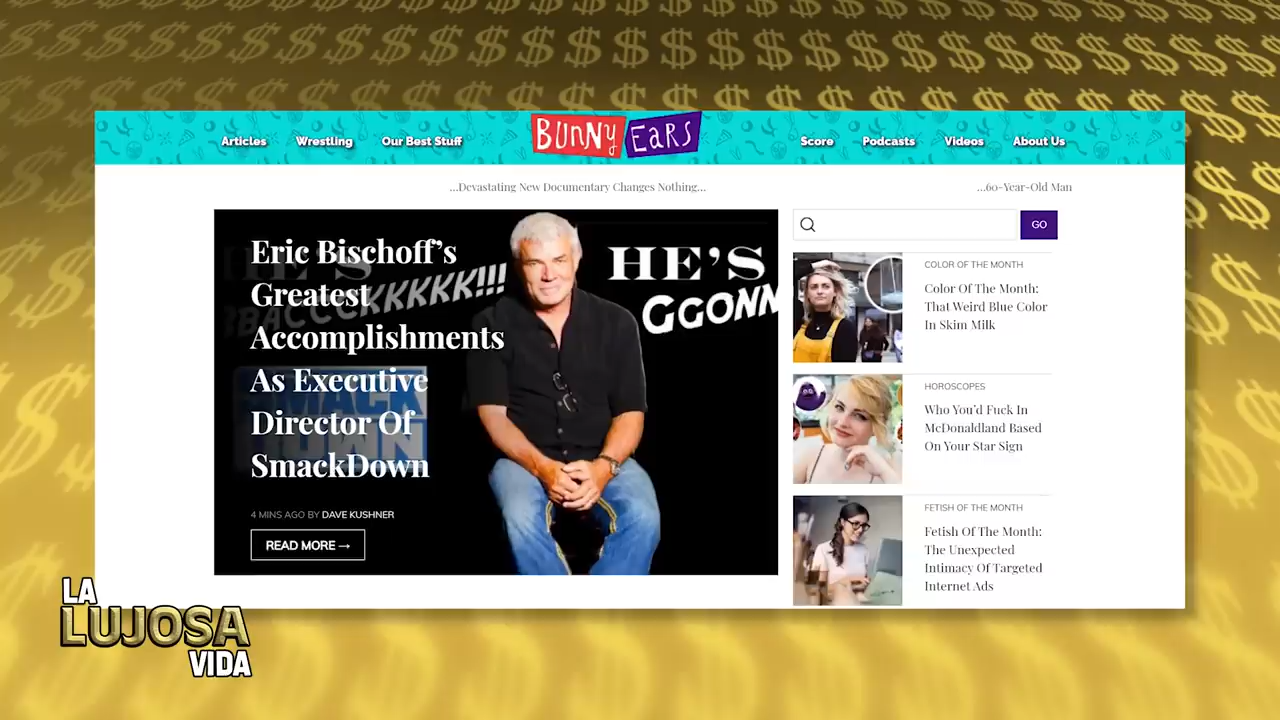 Articles
Wrestling
Our Best Stuff
BUNNy EaRS
Score
Podcasts
Videos
About Us
...Devastating New Documentary Changes Nothing...
...60-Year-Old Man
Eric Bischoff's
Greatest
Accomplishments
As Executive
Director Of
SmackDown
4 MINS AGO BY DAVE KUSHNER
READ MORE →
HE'S
BBACCCKKKKKK!!!
SMACK
DOWN
HE'S
GGONN
GO
COLOR OF THE MONTH
Color Of The Month:
That Weird Blue Color
In Skim Milk
HOROSCOPES
Who You'd Fuck In
McDonaldland Based
On Your Star Sign
FETISH OF THE MONTH
Fetish Of The Month:
The Unexpected
Intimacy Of Targeted
Internet Ads
LA
LUJOSA
VIDA